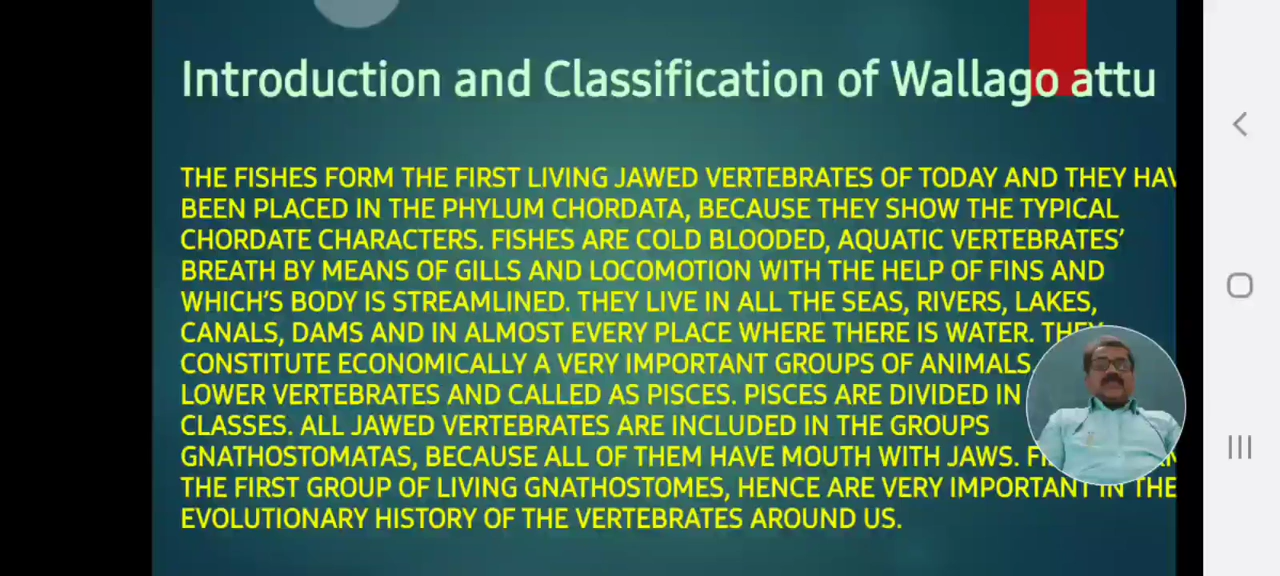 Introduction and Classification of Wallago attu
THE FISHES FORM THE FIRST LIVING JAWED VERTEBRATES OF TODAY AND THEY
BEEN PLACED IN THE PHYLUM CHORDATA, BECAUSE THEY SHOW THE TYPICAL
CHORDATE CHARACTERS. FISHES ARE COLD BLOODED, AQUATIC VERTEBRATES’
BREATH BY MEANS OF GILLS AND LOCOMOTION WITH THE HELP OF FINS AND
WHICH’S BODY IS STREAMLINED. THEY LIVE IN ALL THE SEAS, RIVERS, LAKES,
CANALS, DAMS AND IN ALMOST EVERY PLACE WHERE THERE IS WATER. THEY
CONSTITUTE ECONOMICALLY A VERY IMPORTANT GROUPS OF ANIMALS
LOWER VERTEBRATES AND CALLED AS PISCES. PISCES ARE DIVIDED IN
CLASSES. ALL JAWED VERTEBRATES ARE INCLUDED IN THE GROUPS
GNATHOSTOMATAS, BECAUSE ALL OF THEM HAVE MOUTH WITH JAWS.
THE FIRST GROUP OF LIVING GNATHOSTOMES, HENCE ARE VERY IMPORTANT IN THE
EVOLUTIONARY HISTORY OF THE VERTEBRATES AROUND US.